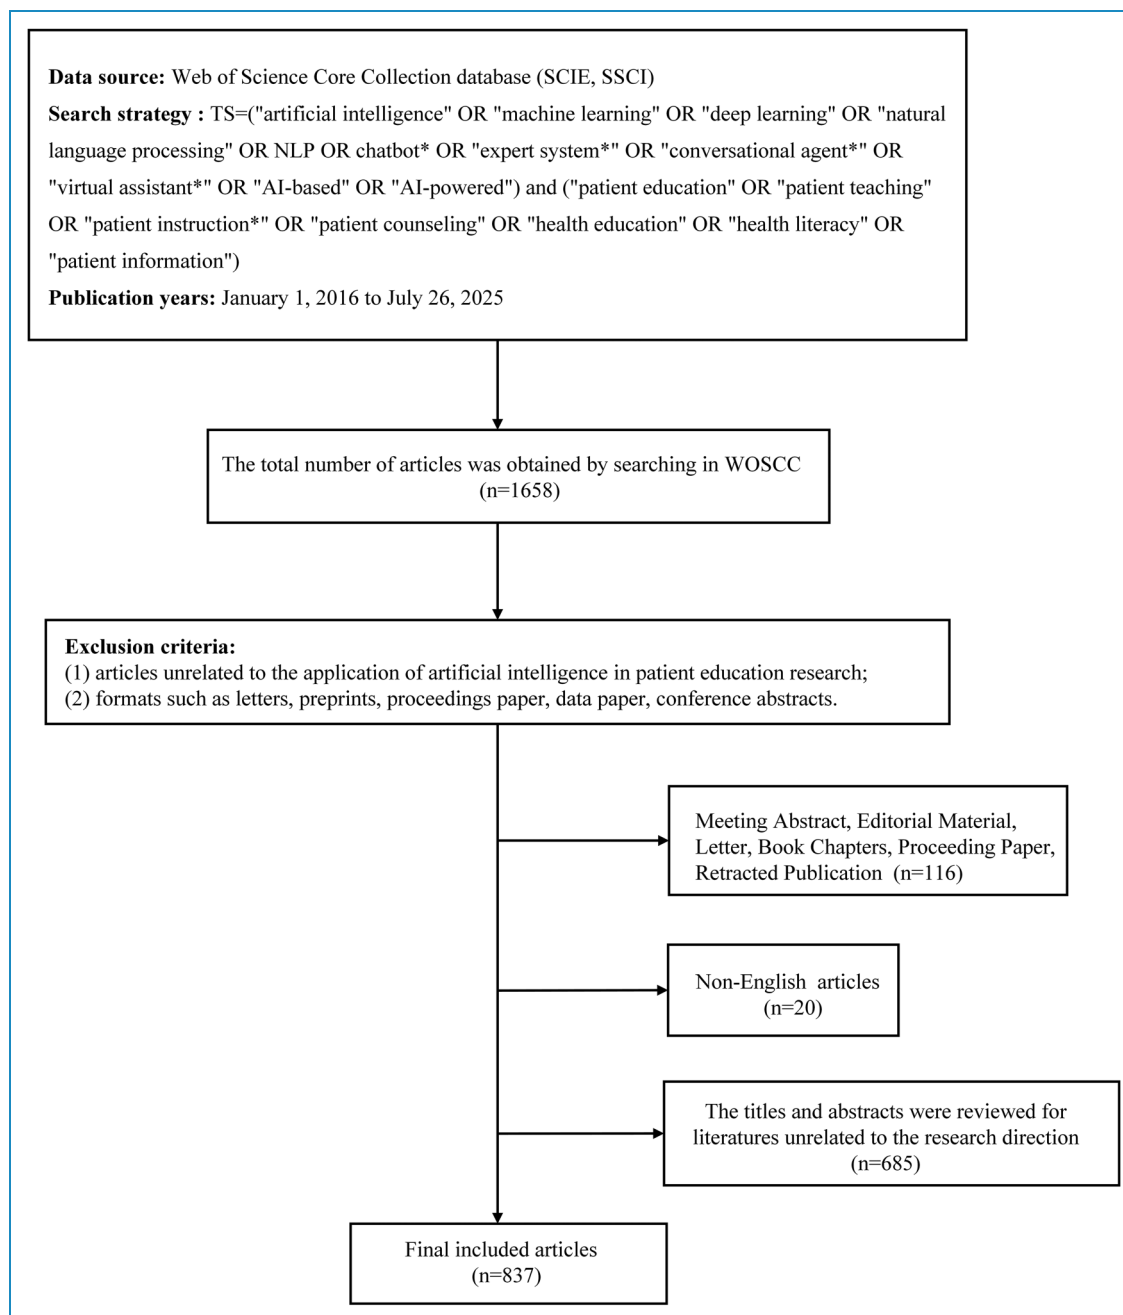 Data source: Web of Science Core Collection database (SCIE, SSCI)
Search strategy : TS=("artificial intelligence" OR "machine learning" OR "deep learning" OR "natural
language processing" OR NLP OR chatbot* OR "expert system*" OR "conversational agent*" OR
"virtual assistant*" OR "AI-based" OR "AI-powered") and ("patient education" OR "patient teaching"
OR "patient instruction*" OR "patient counseling" OR "health education" OR "health literacy" OR
"patient information")
Publication years: January 1, 2016 to July 26, 2025
The total number of articles was obtained by searching in WOSCC
(n=1658)
Exclusion criteria:
(1) articles unrelated to the application of artificial intelligence in patient education research;
(2) formats such as letters, preprints, proceedings paper, data paper, conference abstracts.
Meeting Abstract, Editorial Material,
Letter, Book Chapters, Proceeding Paper,
Retracted Publication (n=116)
Non-English articles
(n=20)
The titles and abstracts were reviewed for
literatures unrelated to the research direction
(n=685)
Final included articles
(n=837)